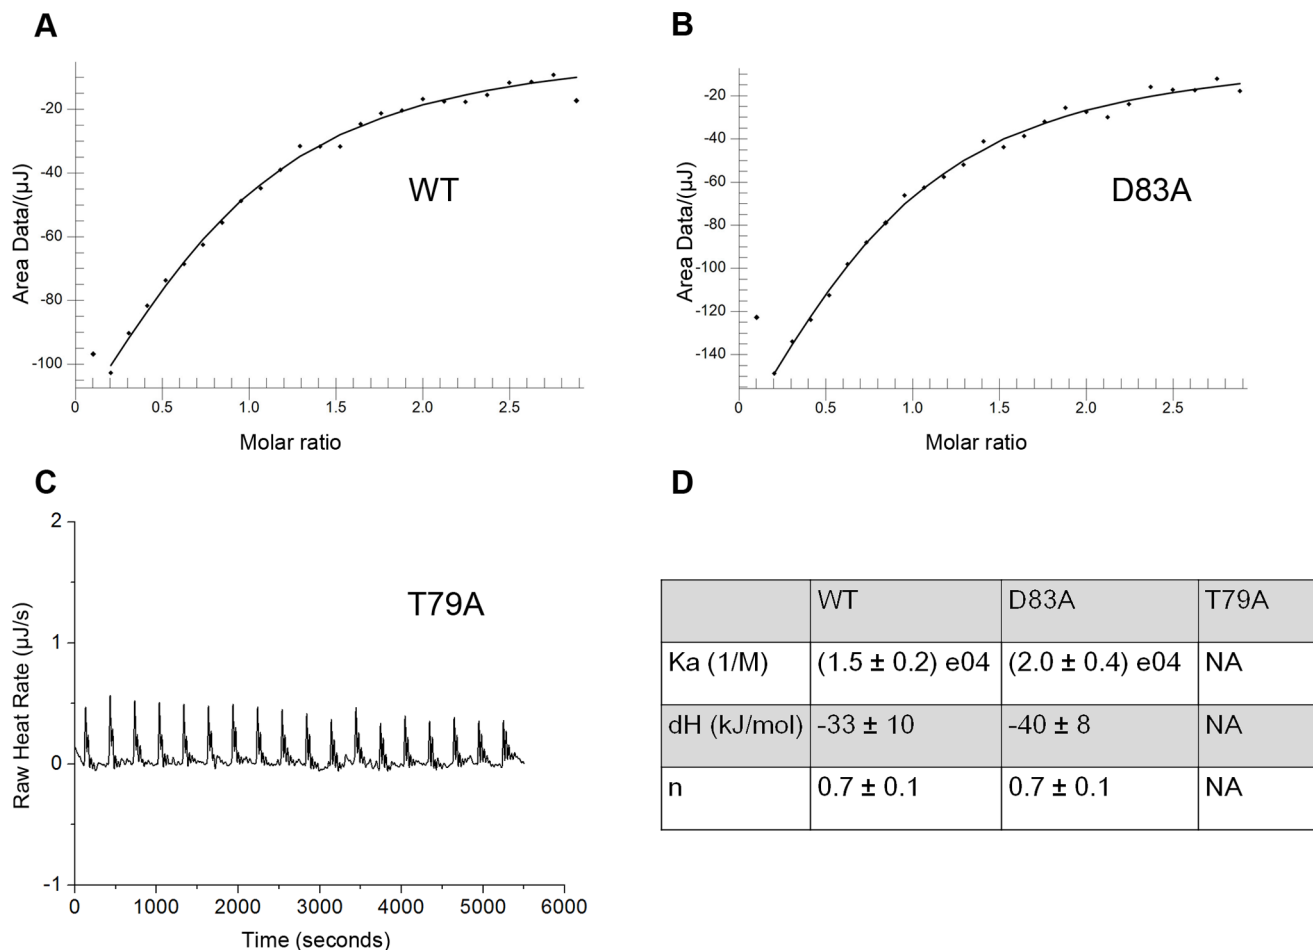 A
-20
-40
-60
-80
-100
Area Data/(µJ)
WT
0 0.5 1.0 1.5 2.0 2.5
Molar ratio
B
-20
-40
-60
-80
-100
-120
-140
Area Data/(µJ)
D83A
0 0.5 1.0 1.5 2.0 2.5
Molar ratio
C
2
1
0
-1
Raw Heat Rate (µJ/s)
T79A
0 1000 2000 3000 4000 5000 6000
Time (seconds)
D
WT D83A T79A
Ka (1/M) (1.5 ± 0.2) e04 (2.0 ± 0.4) e04 NA
dH (kJ/mol) -33 ± 10 -40 ± 8 NA
n 0.7 ± 0.1 0.7 ± 0.1 NA